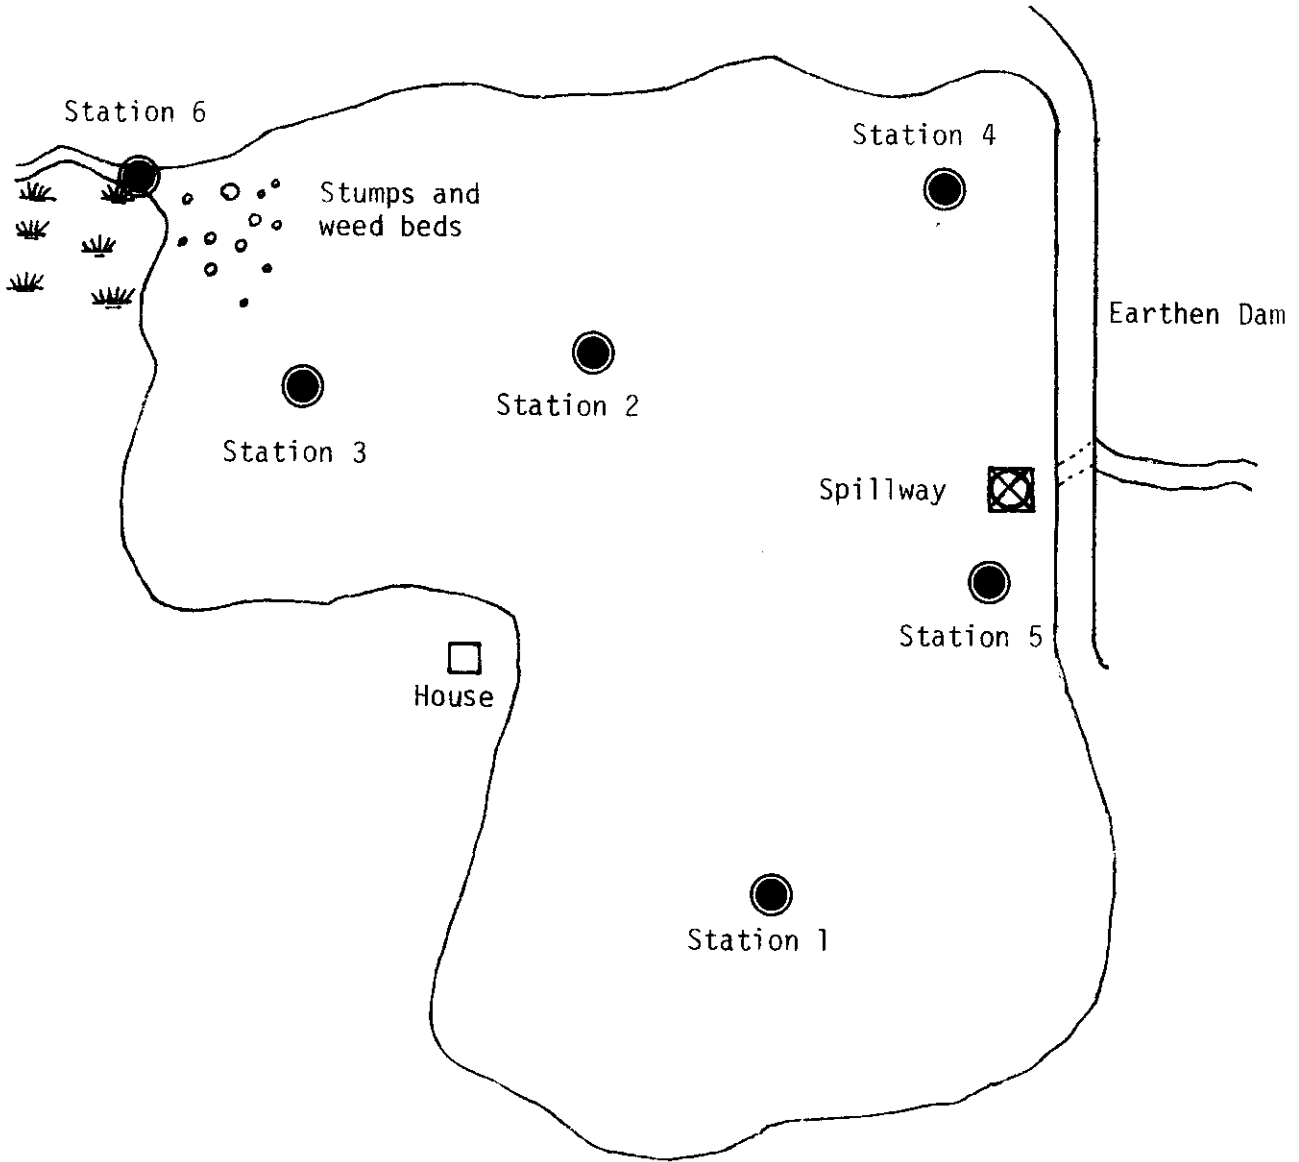 Station 6
Station 4
Stumps and
weed beds
Earthen Dam
Station 2
Station 3
Spillway
Station 5
House
Station 1